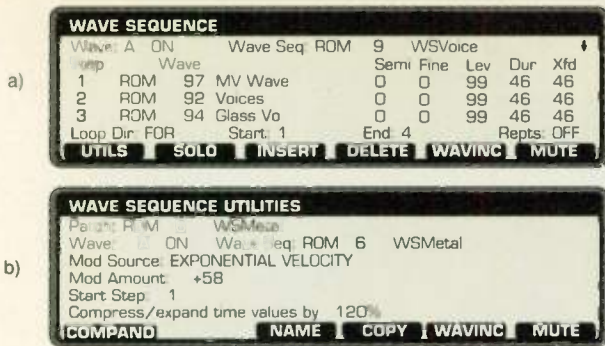 a)
WAVE SEQUENCE
Wave: A ON Wave Seq: ROM 9 WSVoice
Wave Semi Fine Lev Dur Xfd
1 ROM 97 MV Wave 0 0 99 46 46
2 ROM 92 Voices 0 0 99 46 46
3 ROM 94 Glass Vo 0 0 99 46 46
Loop Dir: FOR Start: 1 End: 4 Repts: OFF
UTILS SOLO INSERT DELETE WAVINC MUTE
b)
WAVE SEQUENCE UTILITIES
WSMetal
Wave: ON Wave Seq: ROM 6 WSMetal
Mod Source: EXPONENTIAL VELOCITY
Mod Amount: +58
Start Step: 1
Compress/expand time values by 120%
COMPAND NAME COPY WAVINC MUTE